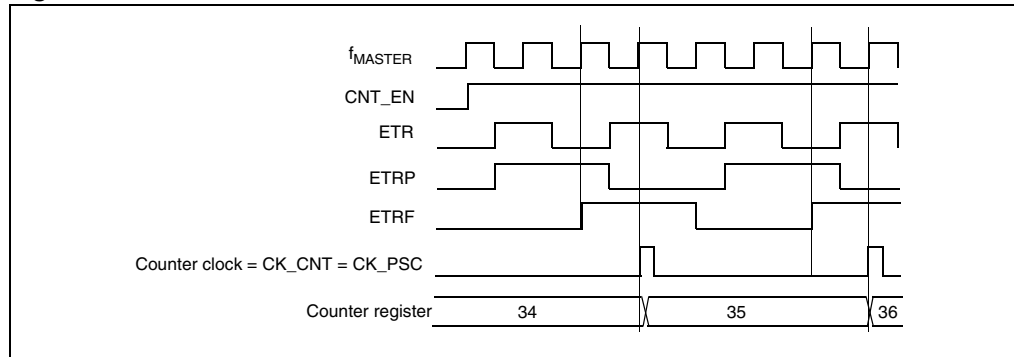 fMASTER
CNT_EN
ETR
ETRP
ETRF
Counter clock = CK_CNT = CK_PSC
Counter register 34 35 36